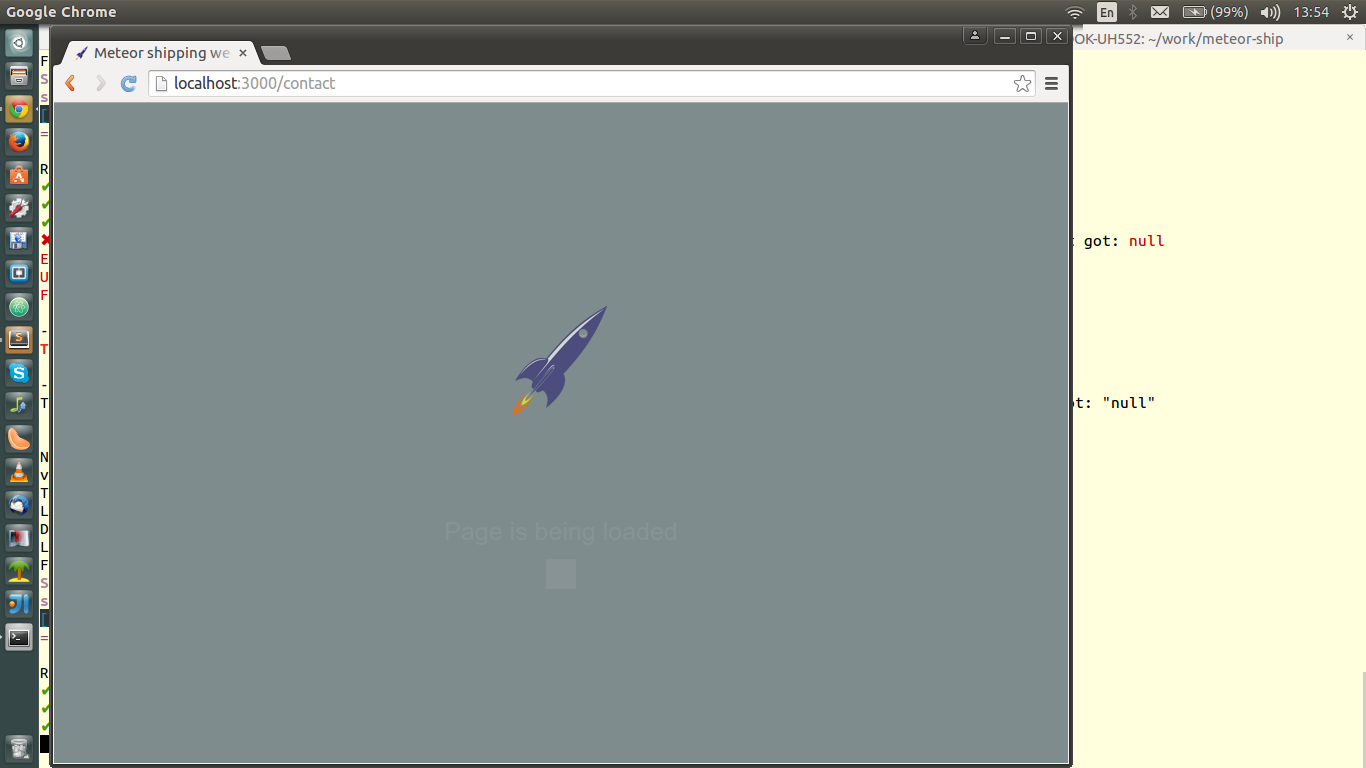 Google Chrome
En
(99%)
13:54
Meteor shipping we
OK-UH552: ~/work/meteor-ship
localhost:3000/contact
F
S
s
[
=
R
✔
✔
✔
✖ got: null
E
U
F
-
T
-
T ot: "null"
N
v
T
L
D
L
F
S
s
[
=
R
✔
✔
✔
Page is being loaded